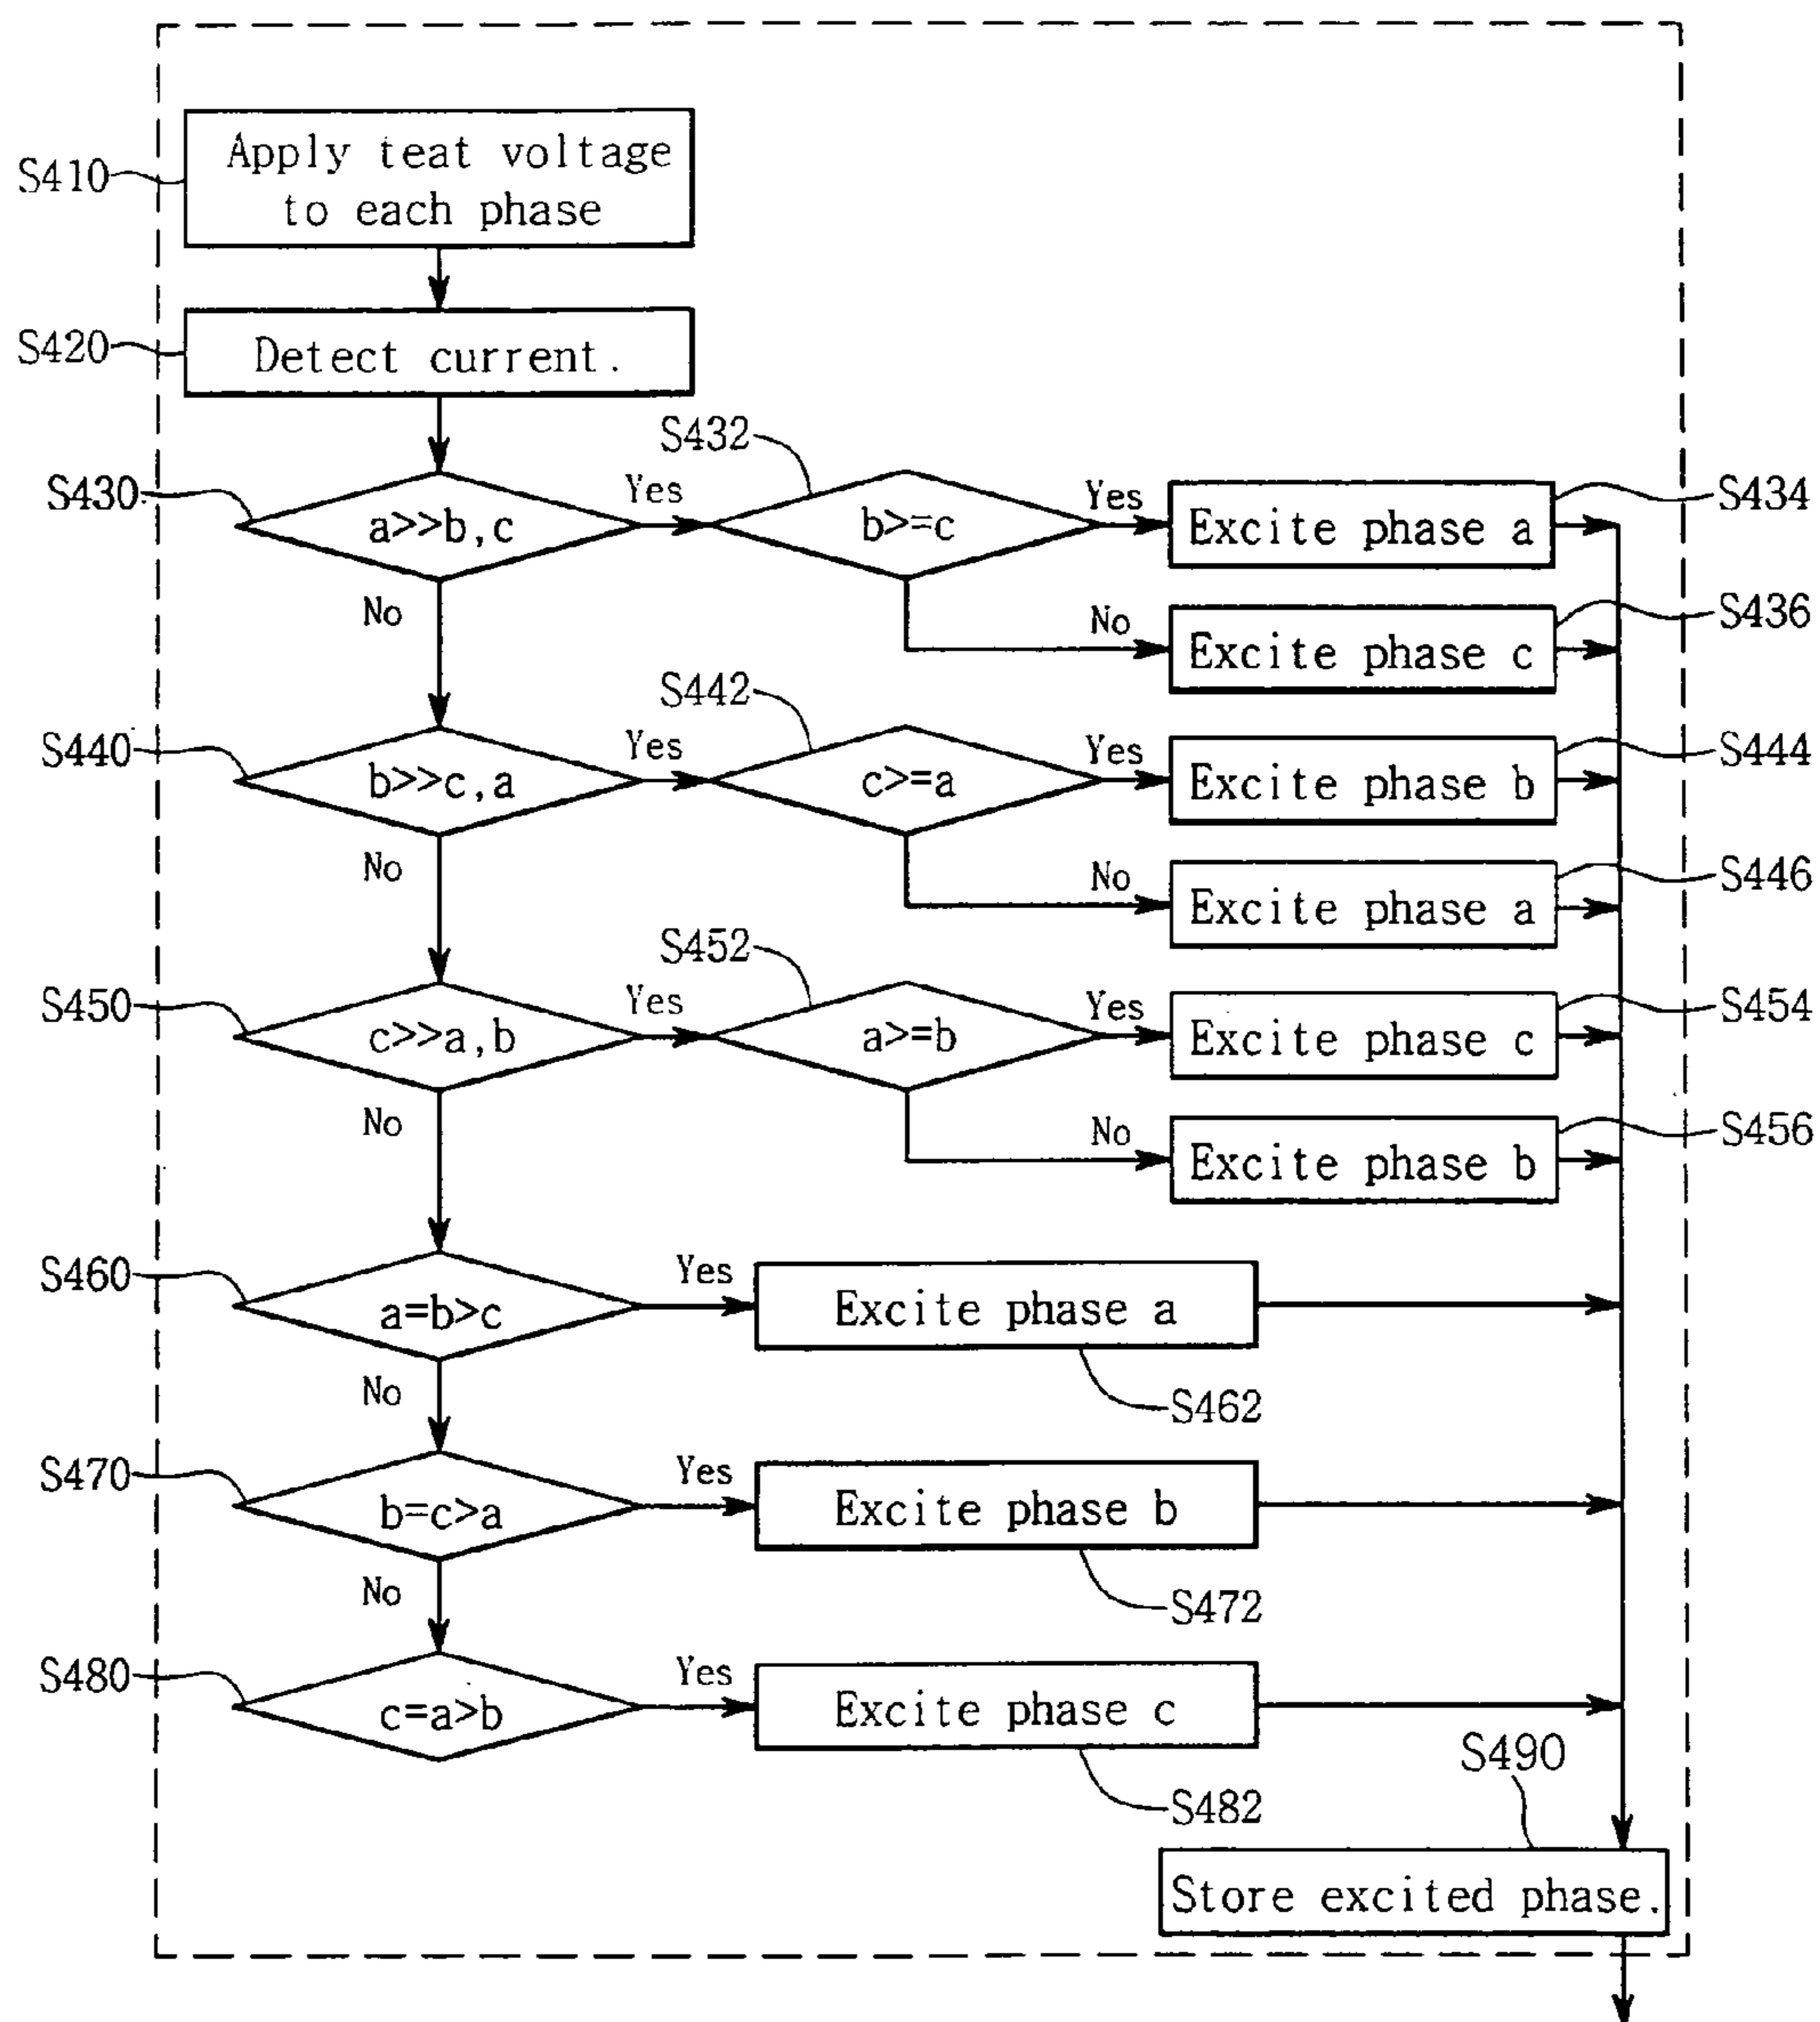 Apply teat voltage
to each phase
S410
S420
Detect current.
S432
S430
a>>b,c
Yes
b>=c
Yes
Excite phase a
S434
No
No
Excite phase c
S436
S442
S440
b>>c,a
Yes
c>=a
Yes
Excite phase b
S444
No
No
Excite phase a
S446
S452
S450
c>>a,b
Yes
a>=b
Yes
Excite phase c
S454
No
No
Excite phase b
S456
S460
a=b>c
Yes
Excite phase a
No
S462
S470
b=c>a
Yes
Excite phase b
No
S472
S480
c=a>b
Yes
Excite phase c
S482
S490
Store excited phase.